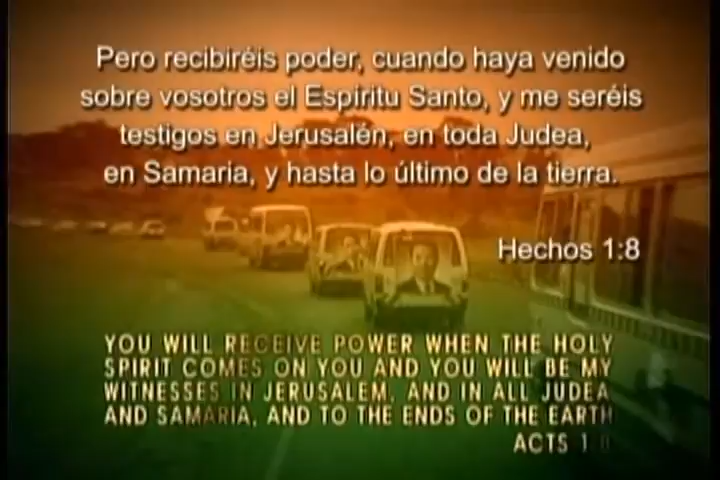 Pero recibiréis poder, cuando haya venido
sobre vosotros el Espíritu Santo, y me seréis
testigos en Jerusalén, en toda Judea,
en Samaria, y hasta lo último de la tierra.
Hechos 1:8
YOU WILL RECEIVE POWER WHEN THE HOLY
SPIRIT COMES ON YOU AND YOU WILL BE MY
WITNESSES IN JERUSALEM, AND IN ALL JUDEA
AND SAMARIA, AND TO THE ENDS OF THE EARTH
ACTS 1